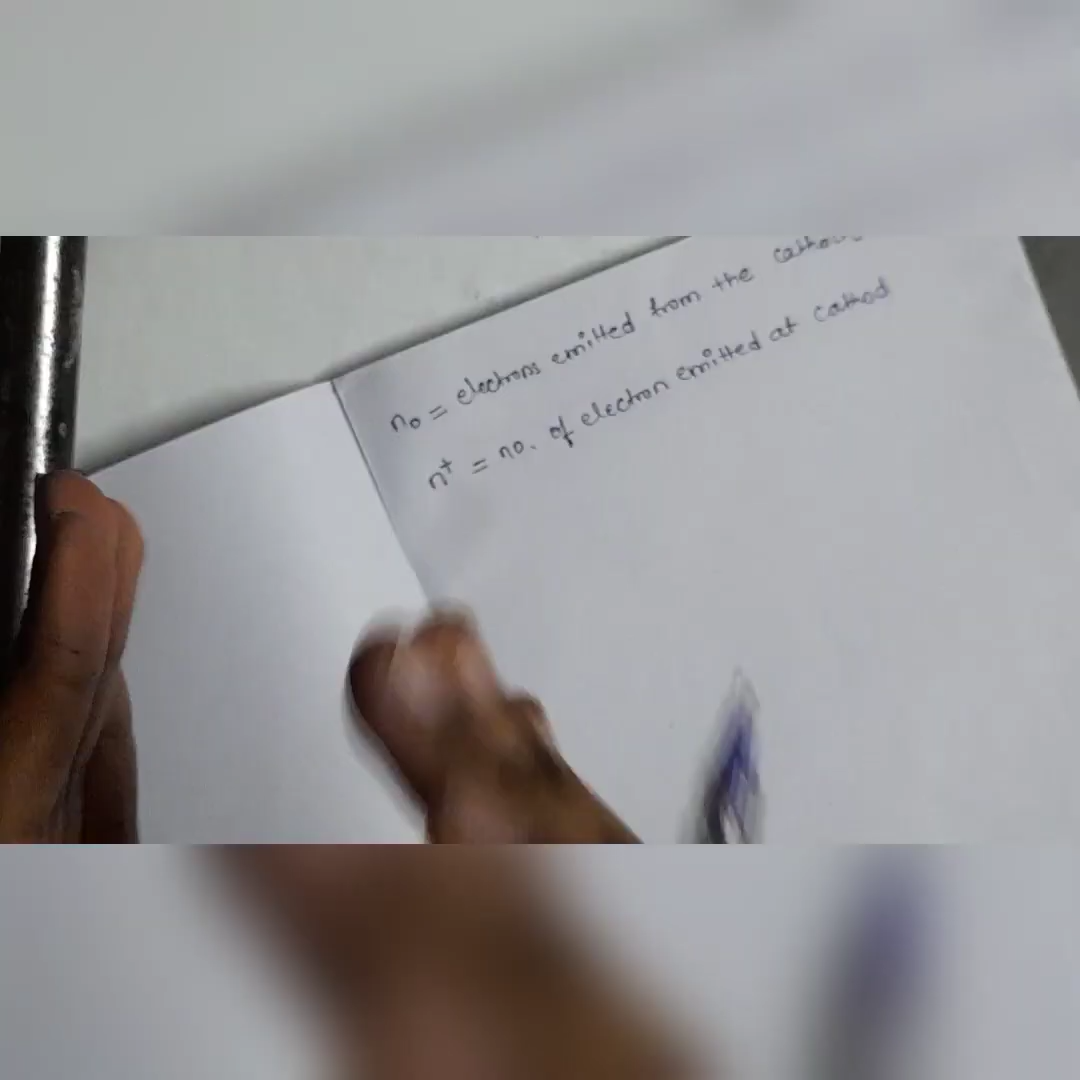 n₀ = electrons emitted from the
n⁺ = no. of electron emitted at cathod